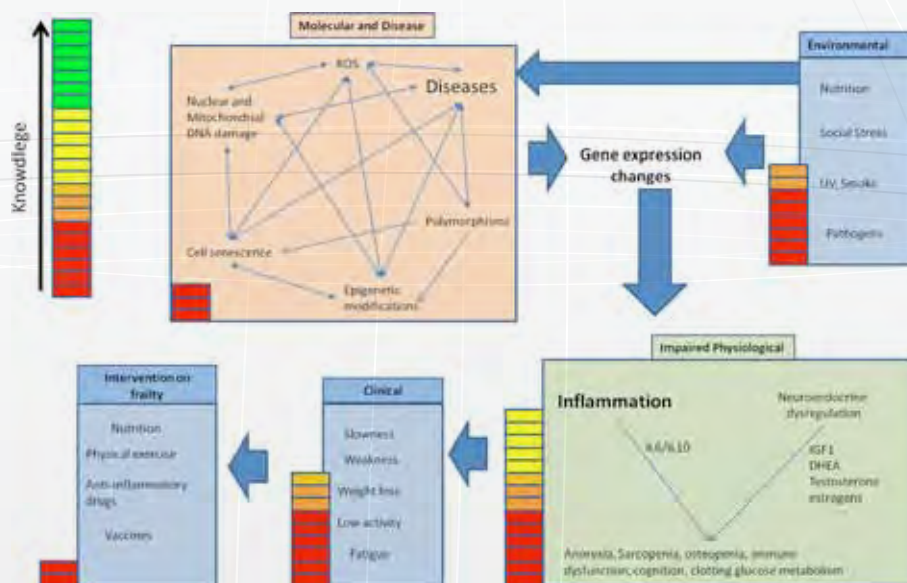 Molecular and Disease
Environmental
Knowdlege
ROS
Diseases
Nuclear and
Mitochondrial
DNA damage
Polymorphisms
Cell senescence
Epigenetic
modifications
Gene expression
changes
Nutrition
Social Stress
UV, Smoke
Pathogens
Intervention on
frailty
Nutrition
Physical exercise
Anti-inflammatory
drugs
Vaccines
Clinical
Slowness
Weakness
Weight loss
Low activity
Fatigue
Impaired Physiological
Inflammation
Neuroendocrine
dysregulation
IL6/IL10
IGF1
DHEA
Testosterone
estrogens
Anorexia, Sarcopenia, osteopenia, immune
dysfunction, cognition, clotting glucose metabolism